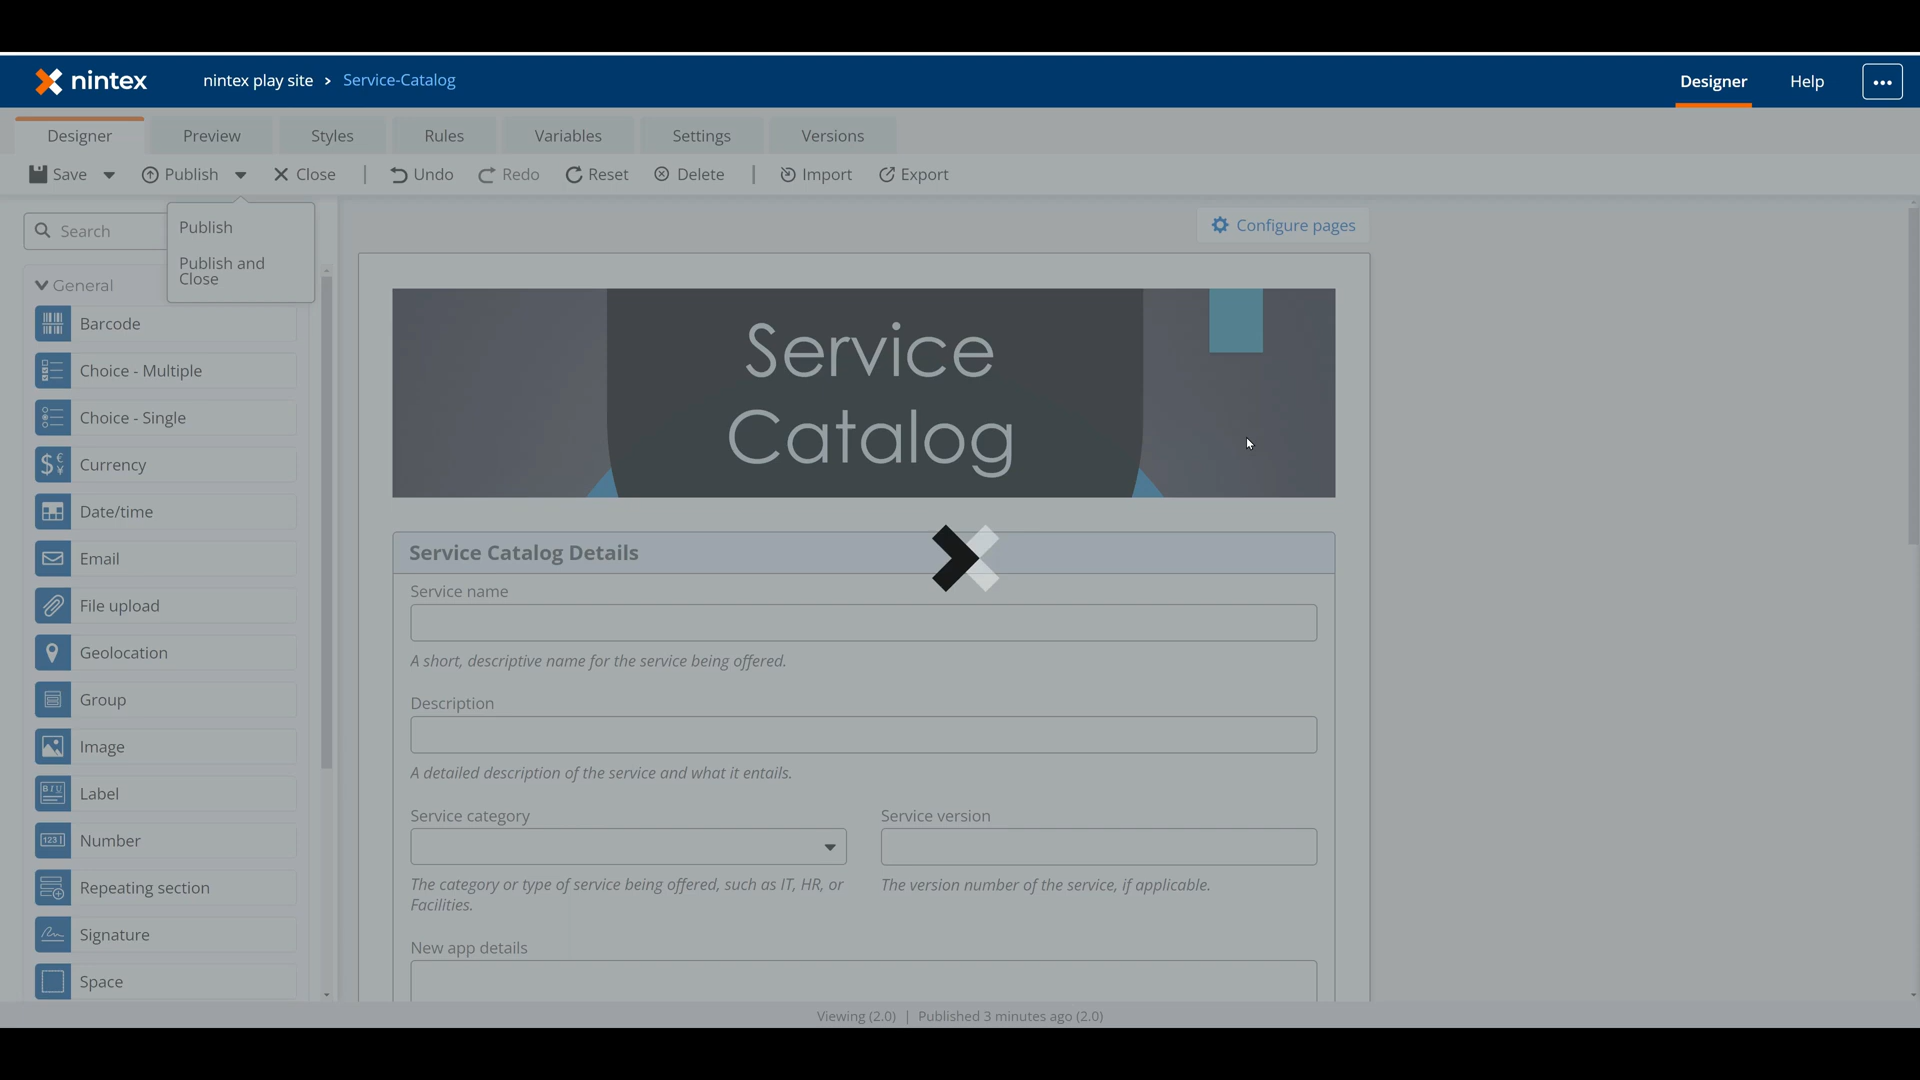 nintex
nintex play site > Service-Catalog
Designer
Help
Designer
Preview
Styles
Rules
Variables
Settings
Versions
Save
Publish
Close
Undo
Redo
Reset
Delete
Import
Export
Search
Publish
Publish and
Close
General
Barcode
Choice - Multiple
Choice - Single
Currency
Date/time
Email
File upload
Geolocation
Group
Image
Label
Number
Repeating section
Signature
Space
Configure pages
Service
Catalog
Service Catalog Details
Service name
A short, descriptive name for the service being offered.
Description
A detailed description of the service and what it entails.
Service category
Service version
The category or type of service being offered, such as IT, HR, or
Facilities.
The version number of the service, if applicable.
New app details
Viewing (2.0) | Published 3 minutes ago (2.0)